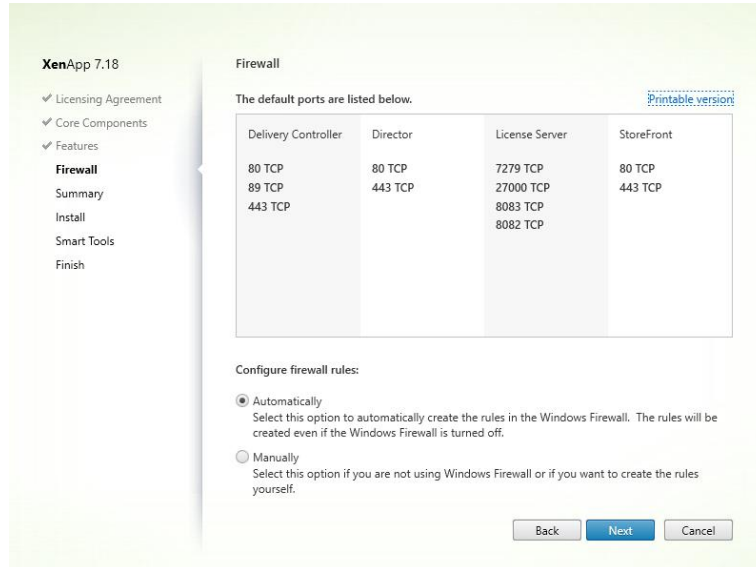 XenApp 7.18
Licensing Agreement
Core Components
Features
Firewall
Summary
Install
Smart Tools
Finish
Firewall
The default ports are listed below.
Printable version
Delivery Controller
80 TCP
89 TCP
443 TCP
Director
80 TCP
443 TCP
License Server
7279 TCP
27000 TCP
8083 TCP
8082 TCP
StoreFront
80 TCP
443 TCP
Configure firewall rules:
Automatically
Select this option to automatically create the rules in the Windows Firewall. The rules will be
created even if the Windows Firewall is turned off.
Manually
Select this option if you are not using Windows Firewall or if you want to create the rules
yourself.
Back
Next
Cancel